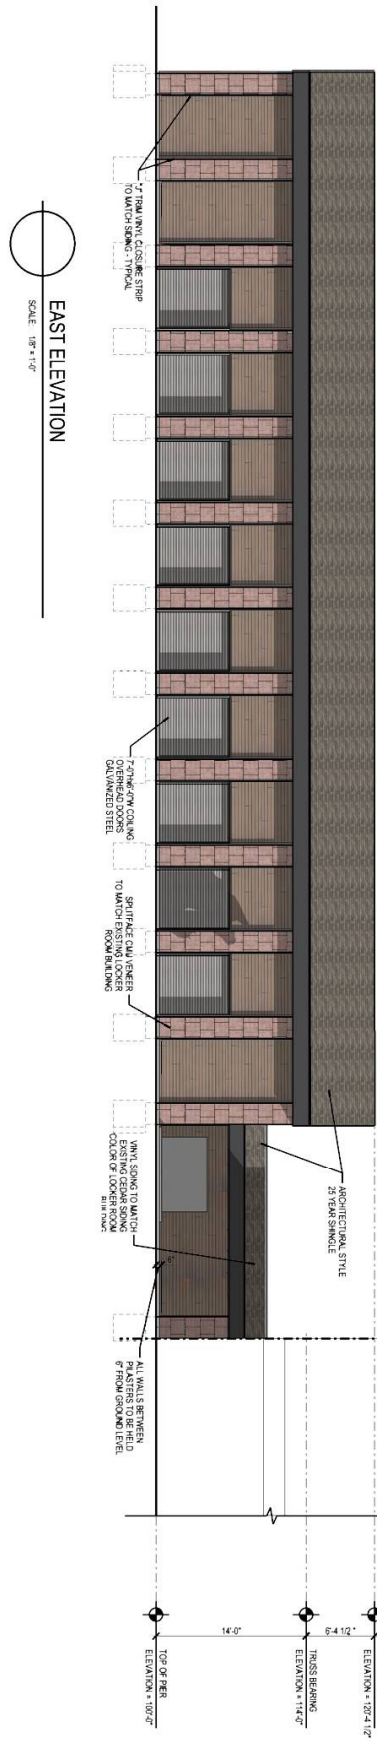 EAST ELEVATION
SCALE: 1/8" = 1'-0"
"J" TRIM VINYL CLOSURE STRIP
TO MATCH SIDING - TYPICAL
7'-0"Hx6'-0"W COILING
OVERHEAD DOORS
GALVANIZED STEEL
SPLITFACE CMU VENEER
TO MATCH EXISTING LOCKER
ROOM BUILDING
VINYL SIDING TO MATCH
EXISTING CEDAR SIDING
COLOR OF LOCKER ROOM
BUILDING
ARCHITECTURAL STYLE
25 YEAR SHINGLE
6"
ALL WALLS BETWEEN
PILASTERS TO BE HELD
6" FROM GROUND LEVEL
ELEVATION = 120'-4 1/2"
6'-4 1/2"
TRUSS BEARING
ELEVATION = 114'-0"
14'-0"
TOP OF PIER
ELEVATION = 100'-0"